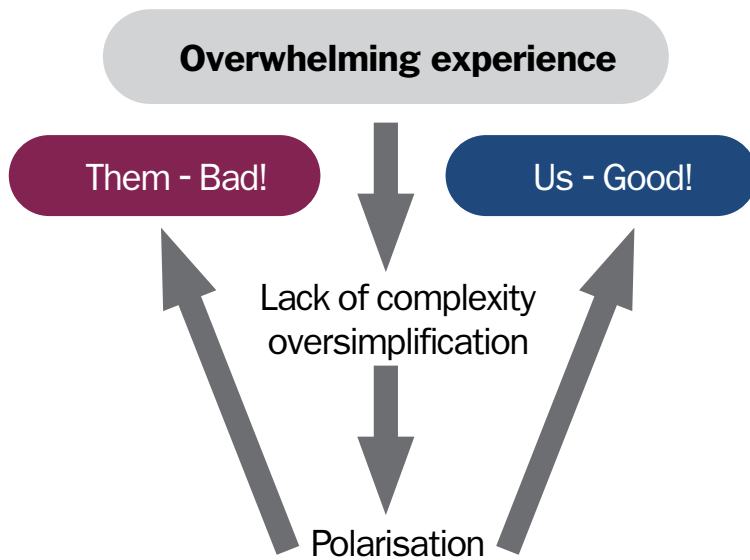 Overwhelming experience
Them - Bad!
Us - Good!
Lack of complexity
oversimplification
Polarisation